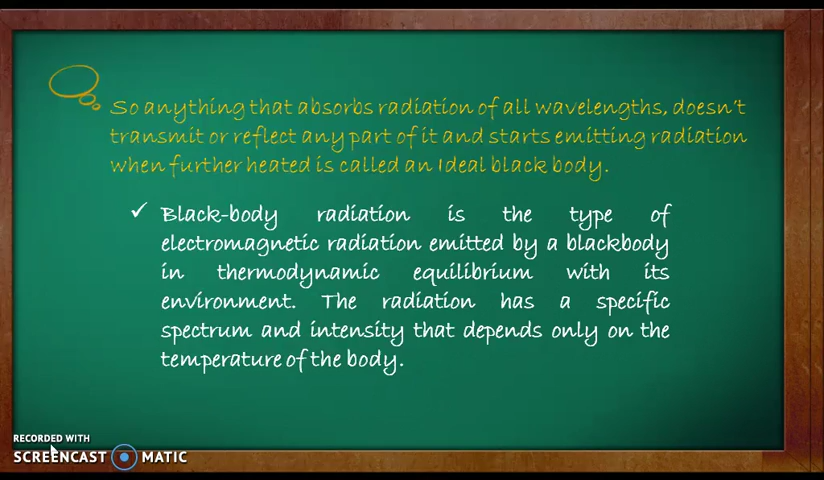 So anything that absorbs radiation of all wavelengths, doesn't
transmit or reflect any part of it and starts emitting radiation
when further heated is called an Ideal black body.
✓ Black-body radiation is the type of
electromagnetic radiation emitted by a blackbody
in thermodynamic equilibrium with its
environment. The radiation has a specific
spectrum and intensity that depends only on the
temperature of the body.
RECORDED WITH
SCREENCAST MATIC